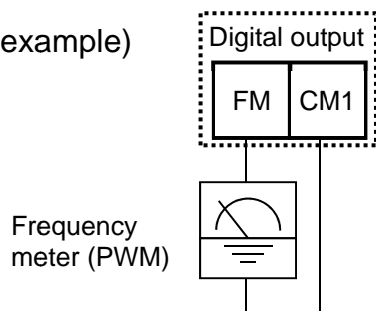 example)
Digital output
FM CM1
Frequency
meter (PWM)